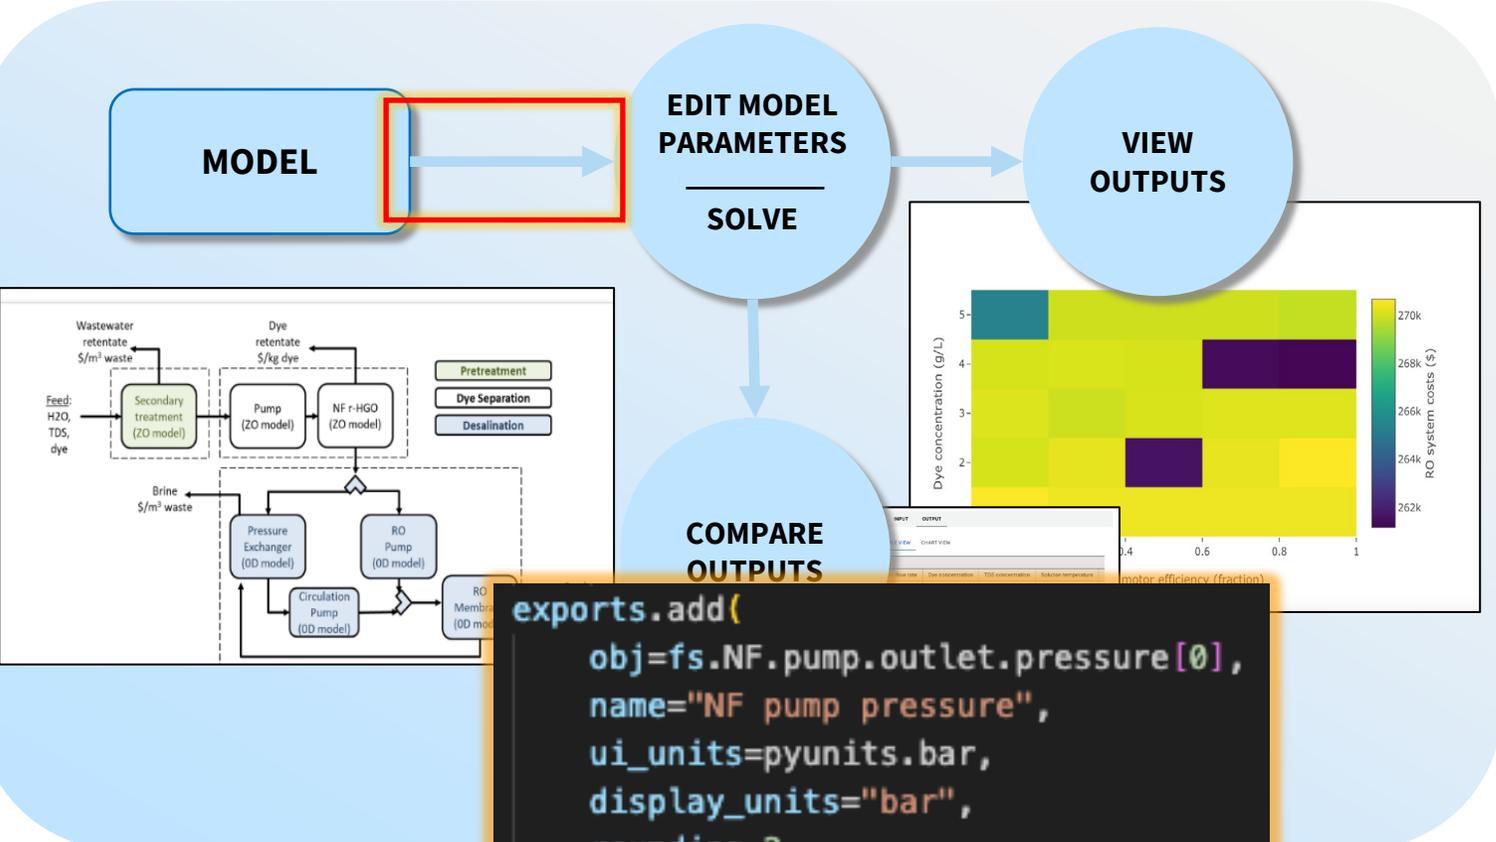 MODEL
EDIT MODEL
PARAMETERS
SOLVE
VIEW
OUTPUTS
Wastewater
retentate
$/m³ waste
Dye
retentate
$/kg dye
Feed:
H2O,
TDS,
dye
Secondary
treatment
(ZO model)
Pump
(ZO model)
NF r-HGO
(ZO model)
Pretreatment
Dye Separation
Desalination
Brine
$/m³ waste
Pressure
Exchanger
(0D model)
RO
Pump
(0D model)
Circulation
Pump
(0D model)
RO
COMPARE
OUTPUTS
INPUT OUTPUT
VIEW CHART VIEW
flow rate Dye concentration TDS concentration Solution temperature
Dye concentration (g/L)
5
4
3
2
0.4 0.6 0.8 1
motor efficiency (fraction)
270k
268k
266k
264k
262k
RO system costs ($)
exports.add(
obj=fs.NF.pump.outlet.pressure[0],
name="NF pump pressure",
ui_units=pyunits.bar,
display_units="bar",